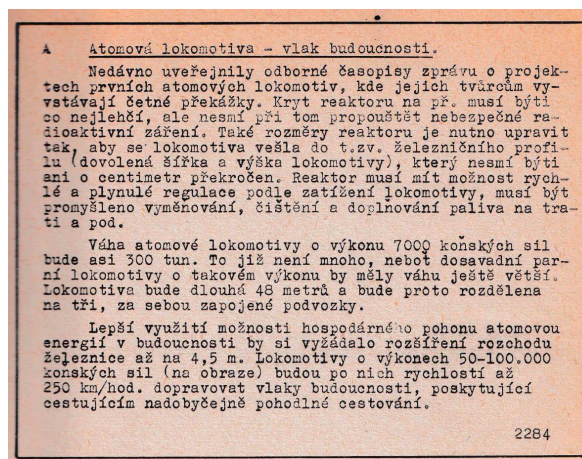 A Atomová lokomotiva - vlak budoucnosti.
Nedávno uveřejnily odborné časopisy zprávu o projek-
tech prvních atomových lokomotiv, kde jejich tvůrcům vy-
vstávají četné překážky. Kryt reaktoru na př. musí býti
co nejlehčí, ale nesmí při tom propouštět nebezpečné ra-
dioaktivní záření. Také rozměry reaktoru je nutno upravit
tak, aby se lokomotiva vešla do t.zv. železničního profi-
lu (dovolená šířka a výška lokomotivy), který nesmí býti
ani o centimetr překročen. Reaktor musí mít možnost rych-
lé a plynulé regulace podle zatížení lokomotivy, musí být
promyšleno vyměňování, čištění a doplňování paliva na tra-
ti a pod.
Váha atomové lokomotivy o výkonu 7000 koňských sil
bude asi 300 tun. To již není mnoho, neboť dosavadní par-
ní lokomotivy o takovém výkonu by měly váhu ještě větší.
Lokomotiva bude dlouhá 48 metrů a bude proto rozdělena
na tři, za sebou zapojené podvozky.
Lepší využití možnosti hospodárného pohonu atomovou
energií v budoucnosti by si vyžádalo rozšíření rozchodu
železnice až na 4,5 m. Lokomotivy o výkonech 50-100.000
koňských sil (na obraze) budou po nich rychlostí až
250 km/hod. dopravovat vlaky budoucnosti, poskytující
cestujícím nadobyčejně pohodlné cestování.
2284